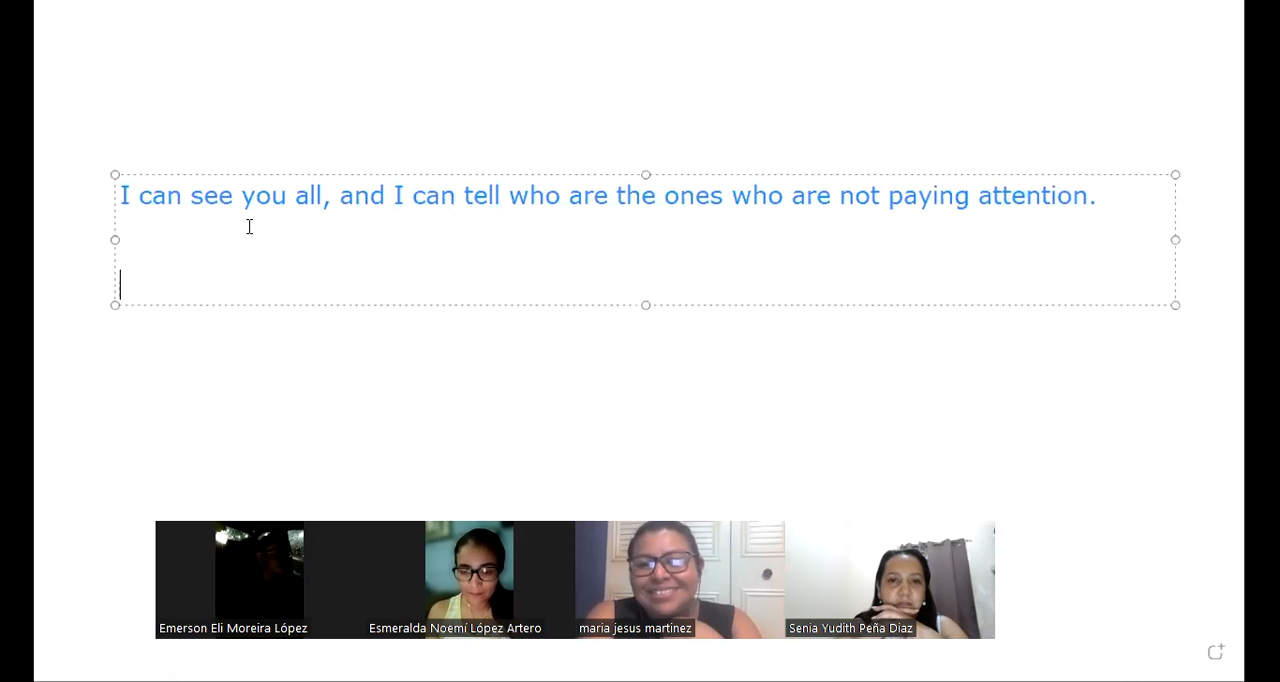 I can see you all, and I can tell who are the ones who are not paying attention.
Emerson Eli Moreira López
Esmeralda Noemí López Artero
maria jesus martinez
Senia Yudith Peña Diaz